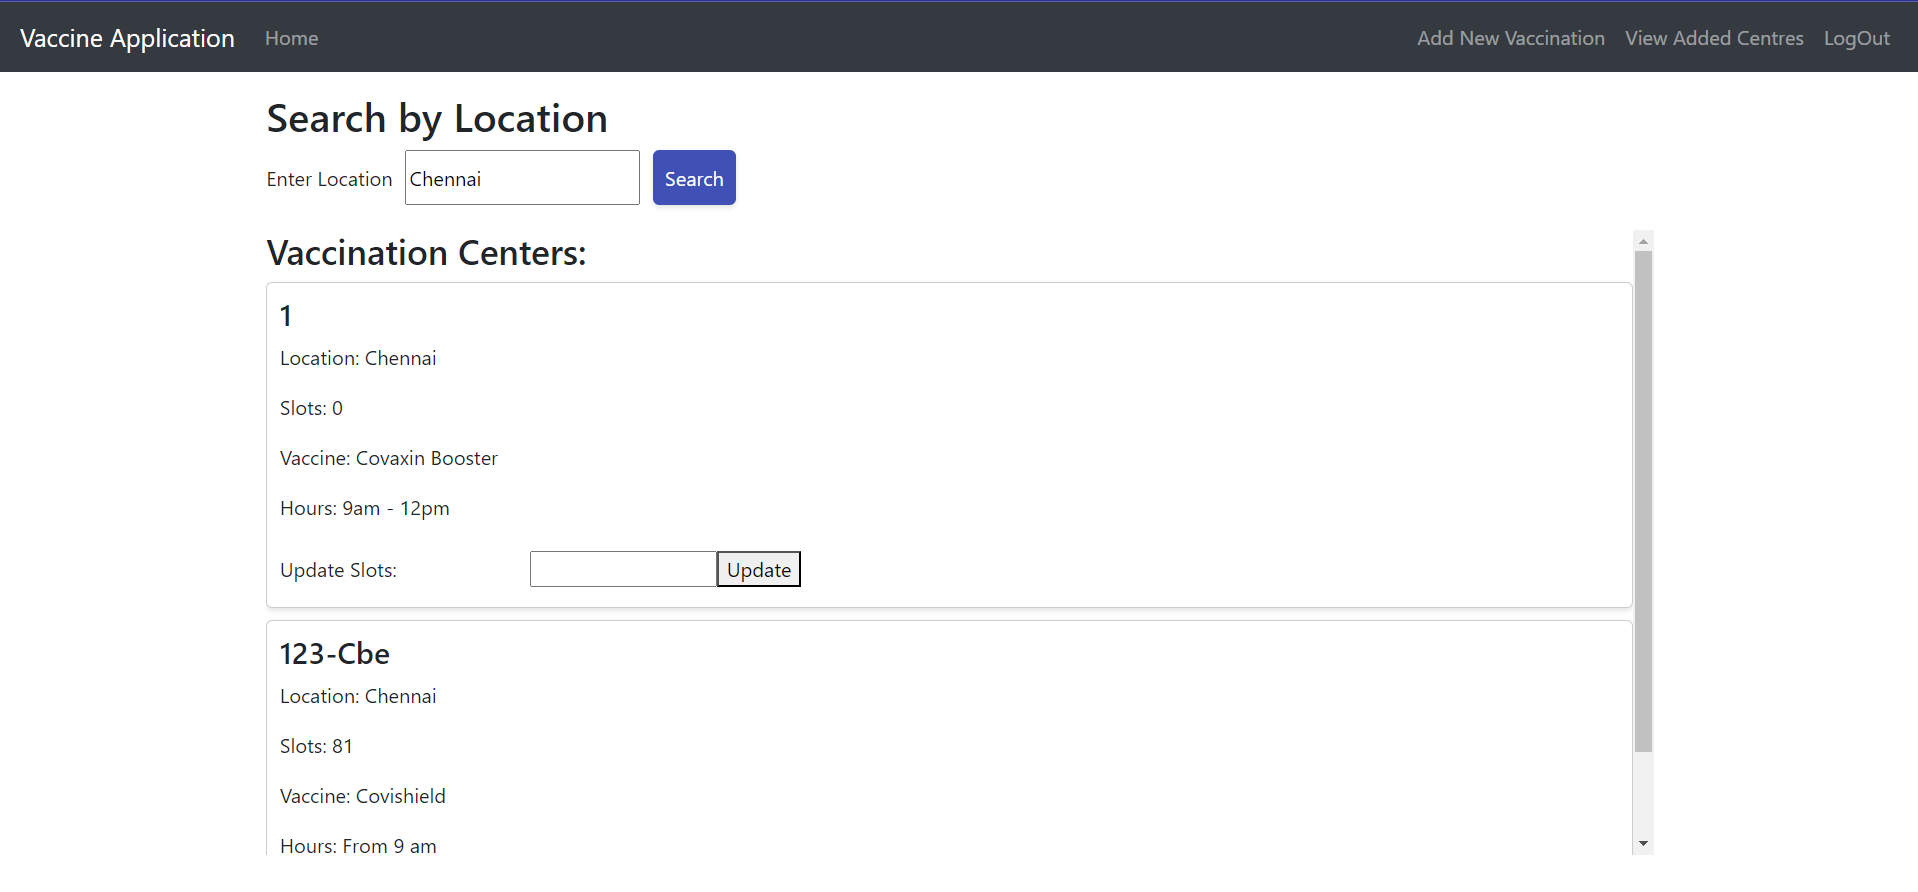 Vaccine Application Home Add New Vaccination View Added Centres LogOut
Search by Location
Enter Location Chennai Search
Vaccination Centers:
1
Location: Chennai
Slots: 0
Vaccine: Covaxin Booster
Hours: 9am - 12pm
Update Slots: Update
123-Cbe
Location: Chennai
Slots: 81
Vaccine: Covishield
Hours: From 9 am